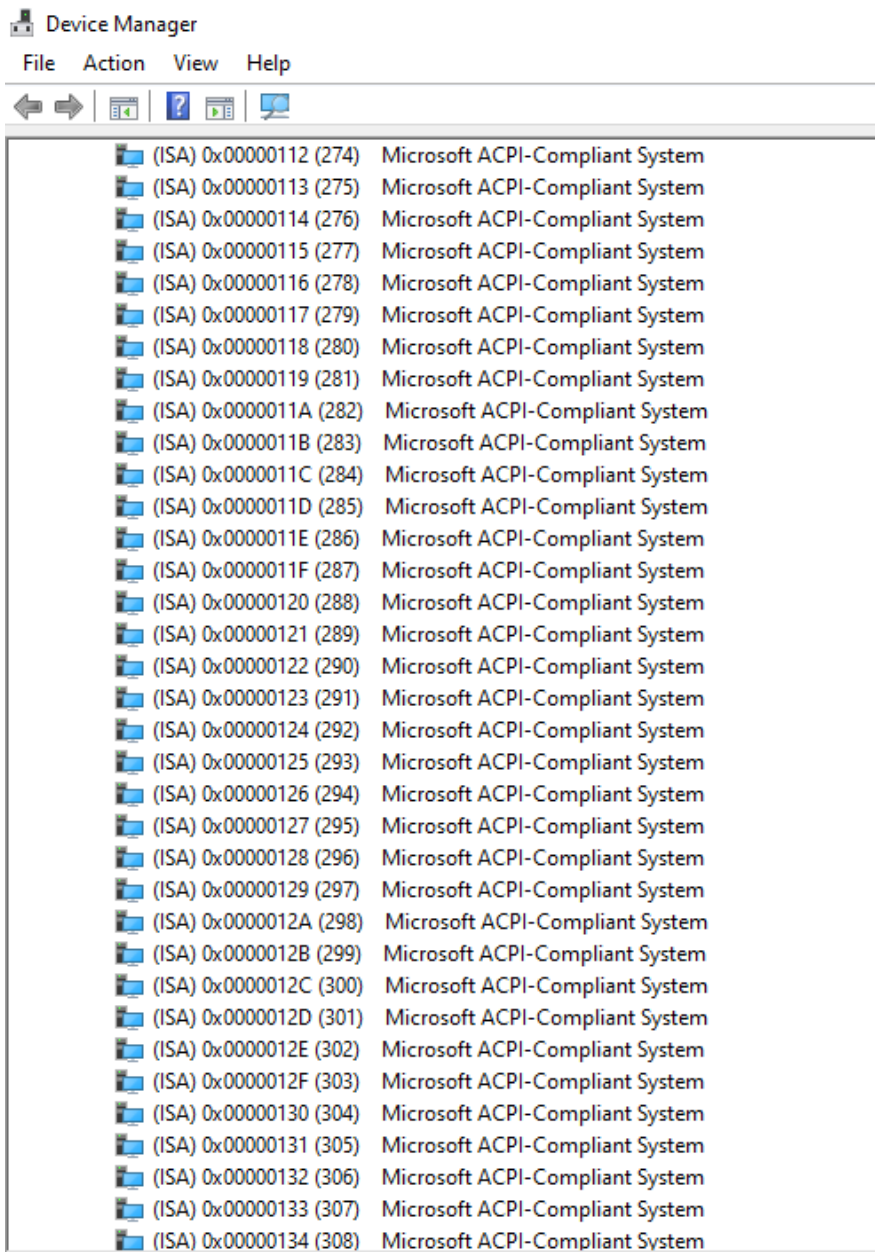 Device Manager
File Action View Help
(ISA) 0x00000112 (274) Microsoft ACPI-Compliant System
(ISA) 0x00000113 (275) Microsoft ACPI-Compliant System
(ISA) 0x00000114 (276) Microsoft ACPI-Compliant System
(ISA) 0x00000115 (277) Microsoft ACPI-Compliant System
(ISA) 0x00000116 (278) Microsoft ACPI-Compliant System
(ISA) 0x00000117 (279) Microsoft ACPI-Compliant System
(ISA) 0x00000118 (280) Microsoft ACPI-Compliant System
(ISA) 0x00000119 (281) Microsoft ACPI-Compliant System
(ISA) 0x0000011A (282) Microsoft ACPI-Compliant System
(ISA) 0x0000011B (283) Microsoft ACPI-Compliant System
(ISA) 0x0000011C (284) Microsoft ACPI-Compliant System
(ISA) 0x0000011D (285) Microsoft ACPI-Compliant System
(ISA) 0x0000011E (286) Microsoft ACPI-Compliant System
(ISA) 0x0000011F (287) Microsoft ACPI-Compliant System
(ISA) 0x00000120 (288) Microsoft ACPI-Compliant System
(ISA) 0x00000121 (289) Microsoft ACPI-Compliant System
(ISA) 0x00000122 (290) Microsoft ACPI-Compliant System
(ISA) 0x00000123 (291) Microsoft ACPI-Compliant System
(ISA) 0x00000124 (292) Microsoft ACPI-Compliant System
(ISA) 0x00000125 (293) Microsoft ACPI-Compliant System
(ISA) 0x00000126 (294) Microsoft ACPI-Compliant System
(ISA) 0x00000127 (295) Microsoft ACPI-Compliant System
(ISA) 0x00000128 (296) Microsoft ACPI-Compliant System
(ISA) 0x00000129 (297) Microsoft ACPI-Compliant System
(ISA) 0x0000012A (298) Microsoft ACPI-Compliant System
(ISA) 0x0000012B (299) Microsoft ACPI-Compliant System
(ISA) 0x0000012C (300) Microsoft ACPI-Compliant System
(ISA) 0x0000012D (301) Microsoft ACPI-Compliant System
(ISA) 0x0000012E (302) Microsoft ACPI-Compliant System
(ISA) 0x0000012F (303) Microsoft ACPI-Compliant System
(ISA) 0x00000130 (304) Microsoft ACPI-Compliant System
(ISA) 0x00000131 (305) Microsoft ACPI-Compliant System
(ISA) 0x00000132 (306) Microsoft ACPI-Compliant System
(ISA) 0x00000133 (307) Microsoft ACPI-Compliant System
(ISA) 0x00000134 (308) Microsoft ACPI-Compliant System